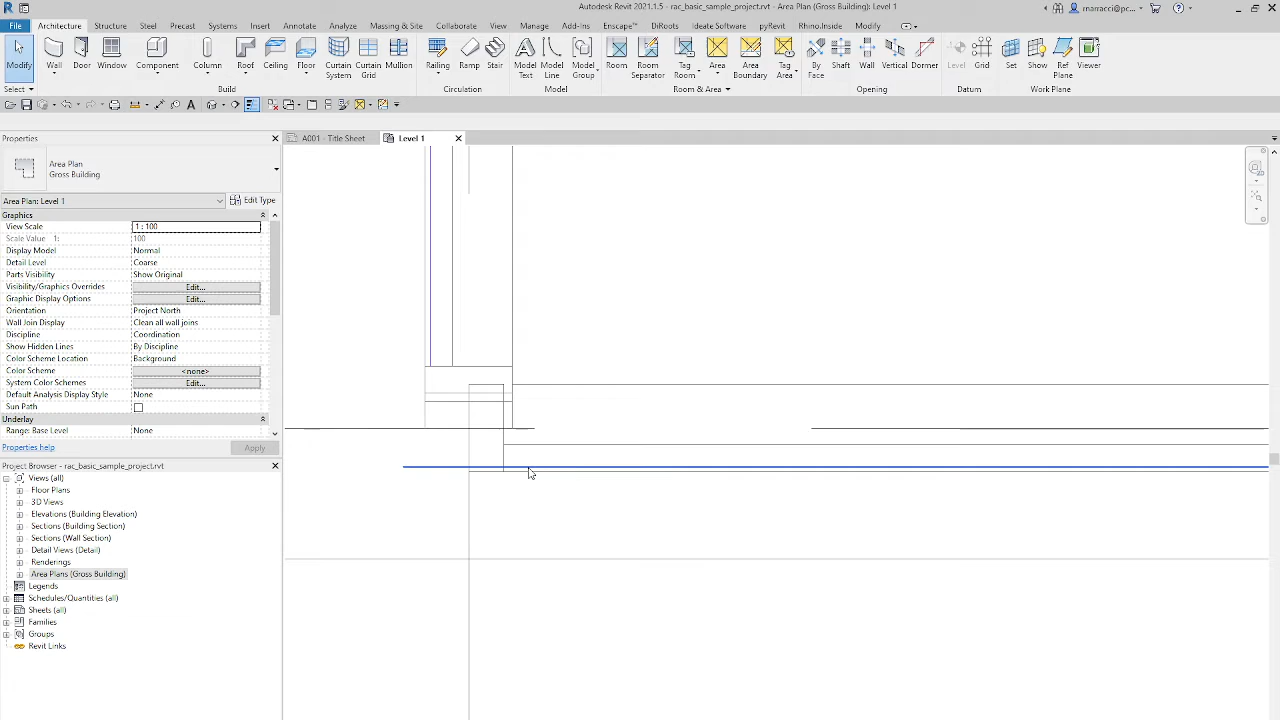 Autodesk Revit 2021.1.5 - rac_basic_sample_project.rvt - Area Plan (Gross Building): Level 1
marracci@pc...
File Architecture Structure Steel Precast Systems Insert Annotate Analyze Massing & Site Collaborate View Manage Add-Ins Enscape™ DiRoots IdeateFixture pyRevit Rhino.Inside Modify
Modify Wall Door Window Component Column Roof Ceiling Floor Curtain System Curtain Grid Mullion Railing Ramp Stair Model Text Model Line Model Group Room Room Separator Tag Room Area Area Boundary Tag Area By Face Shaft Wall Vertical Dormer Level Grid Set Show Ref Plane Viewer
Select Build Circulation Model Room & Area Opening Datum Work Plane
Properties
A001 - Title Sheet
Level 1
Area Plan
Gross Building
Area Plan: Level 1
Edit Type
Graphics
View Scale 1 : 100
Scale Value 1: 100
Display Model Normal
Detail Level Coarse
Parts Visibility Show Original
Visibility/Graphics Overrides Edit...
Graphic Display Options Edit...
Orientation Project North
Wall Join Display Clean all wall joins
Discipline Coordination
Show Hidden Lines By Discipline
Color Scheme Location Background
Color Scheme <none>
System Color Schemes Edit...
Default Analysis Display Style None
Sun Path
Underlay
Range: Base Level None
Properties help Apply
Project Browser - rac_basic_sample_project.rvt
Views (all)
Floor Plans
3D Views
Elevations (Building Elevation)
Sections (Building Section)
Sections (Wall Section)
Detail Views (Detail)
Renderings
Area Plans (Gross Building)
Legends
Schedules/Quantities (all)
Sheets (all)
Families
Groups
Revit Links